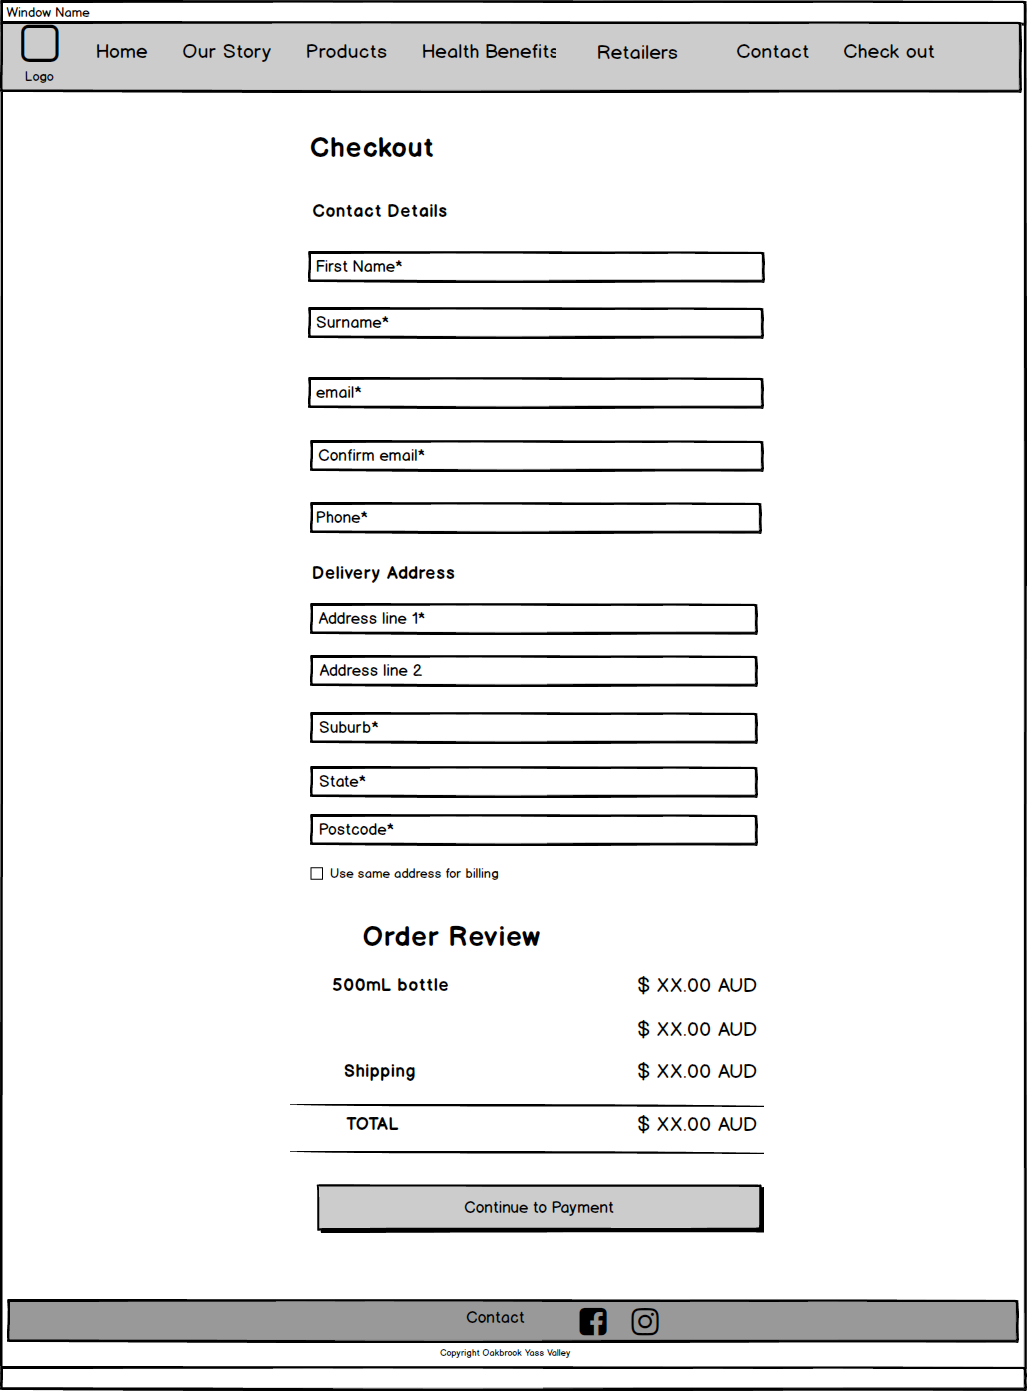 Window Name
Logo
Home Our Story Products Health Benefits Retailers Contact Check out
Checkout
Contact Details
First Name*
Surname*
email*
Confirm email*
Phone*
Delivery Address
Address line 1*
Address line 2
Suburb*
State*
Postcode*
Use same address for billing
Order Review
500mL bottle $ XX.00 AUD
$ XX.00 AUD
Shipping $ XX.00 AUD
TOTAL $ XX.00 AUD
Continue to Payment
Contact
Copyright Oakbrook Yass Valley